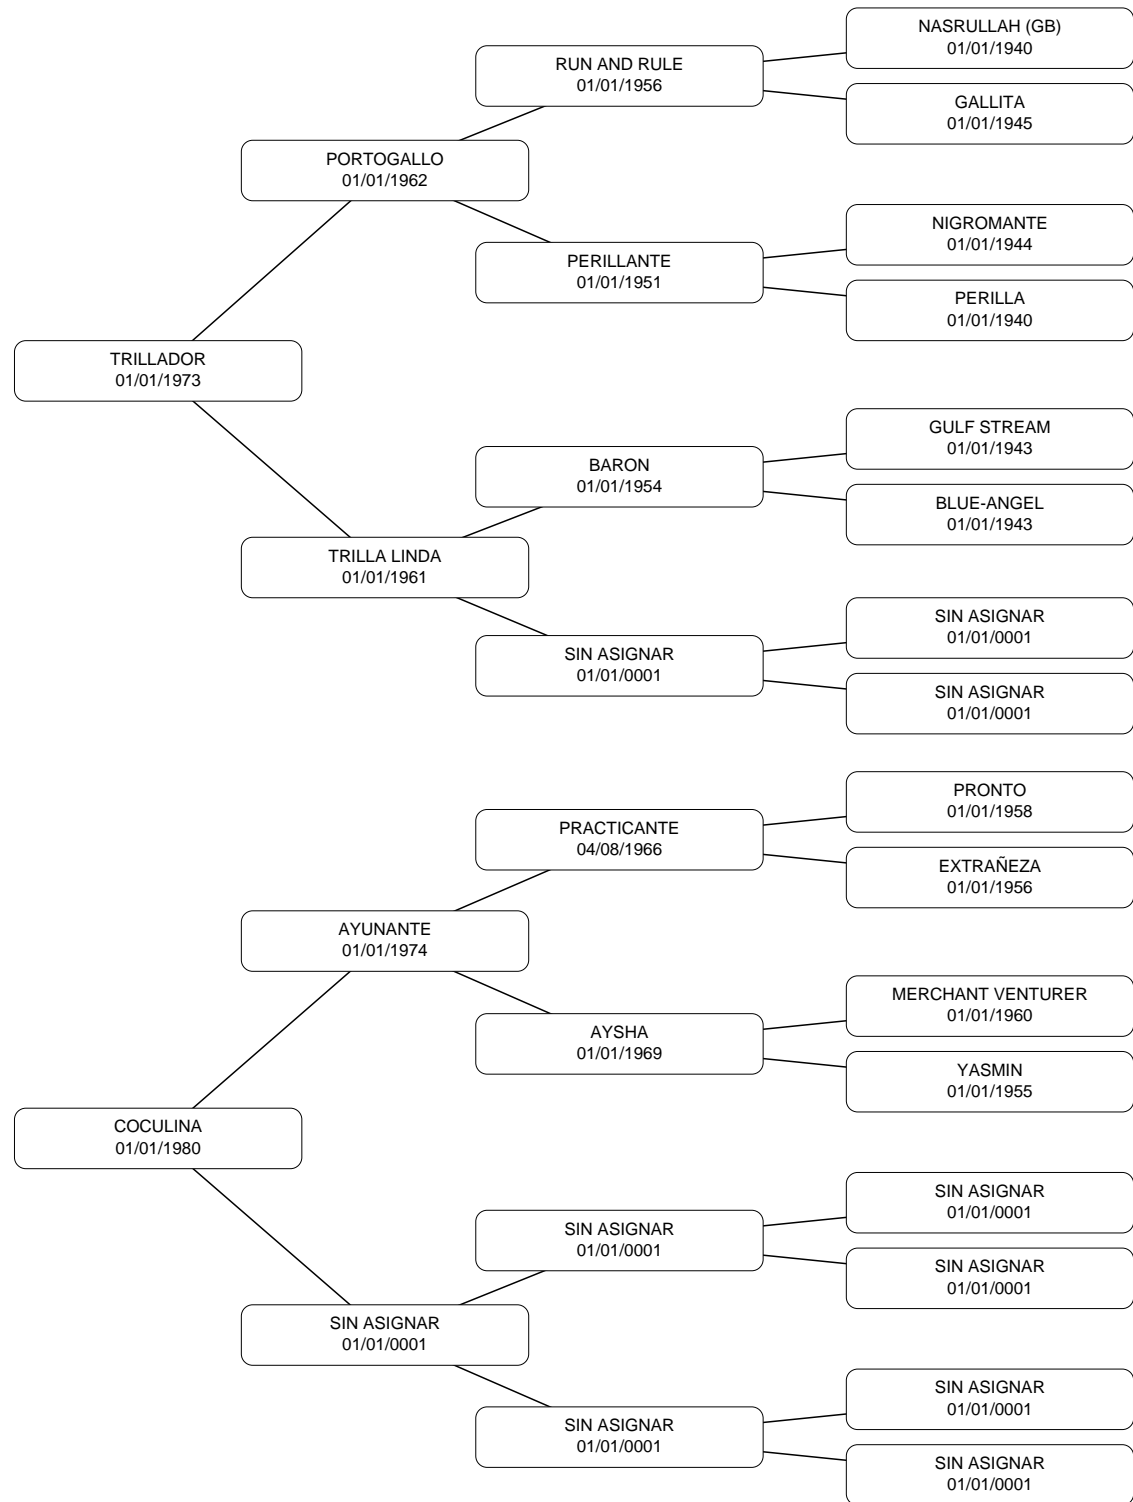 NASRULLAH (GB)
01/01/1940
RUN AND RULE
01/01/1956
GALLITA
01/01/1945
PORTOGALLO
01/01/1962
NIGROMANTE
01/01/1944
PERILLANTE
01/01/1951
PERILLA
01/01/1940
TRILLADOR
01/01/1973
GULF STREAM
01/01/1943
BARON
01/01/1954
BLUE-ANGEL
01/01/1943
TRILLA LINDA
01/01/1961
SIN ASIGNAR
01/01/0001
SIN ASIGNAR
01/01/0001
SIN ASIGNAR
01/01/0001
PRONTO
01/01/1958
PRACTICANTE
04/08/1966
EXTRAÑEZA
01/01/1956
AYUNANTE
01/01/1974
MERCHANT VENTURER
01/01/1960
AYSHA
01/01/1969
YASMIN
01/01/1955
COCULINA
01/01/1980
SIN ASIGNAR
01/01/0001
SIN ASIGNAR
01/01/0001
SIN ASIGNAR
01/01/0001
SIN ASIGNAR
01/01/0001
SIN ASIGNAR
01/01/0001
SIN ASIGNAR
01/01/0001
SIN ASIGNAR
01/01/0001